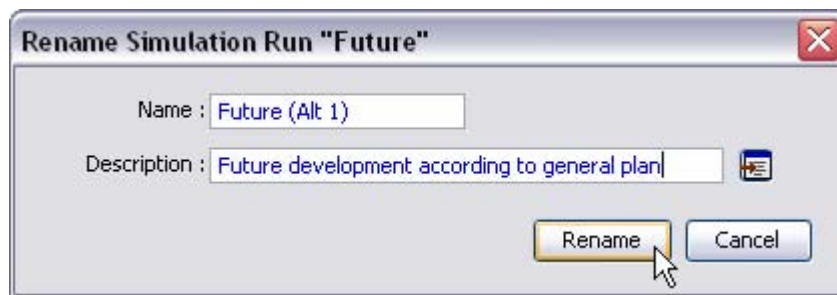 Rename Simulation Run "Future"
Name : Future (Alt 1)
Description : Future development according to general plan
Rename Cancel